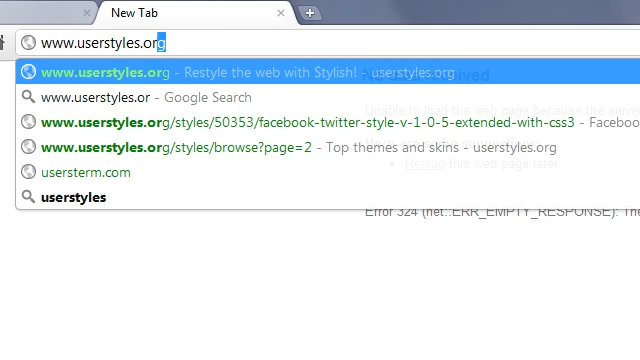 New Tab
www.userstyles.org
www.userstyles.org - Restyle the web with Stylish! - userstyles.org
www.userstyles.or - Google Search
www.userstyles.org/styles/50353/facebook-twitter-style-v-1-0-5-extended-with-css3 - Facebo
www.userstyles.org/styles/browse?page=2 - Top themes and skins - userstyles.org
usersterm.com
userstyles
Unable to load the web page because the server
Reload this web page later.
Error 324 (net::ERR_EMPTY_RESPONSE): The